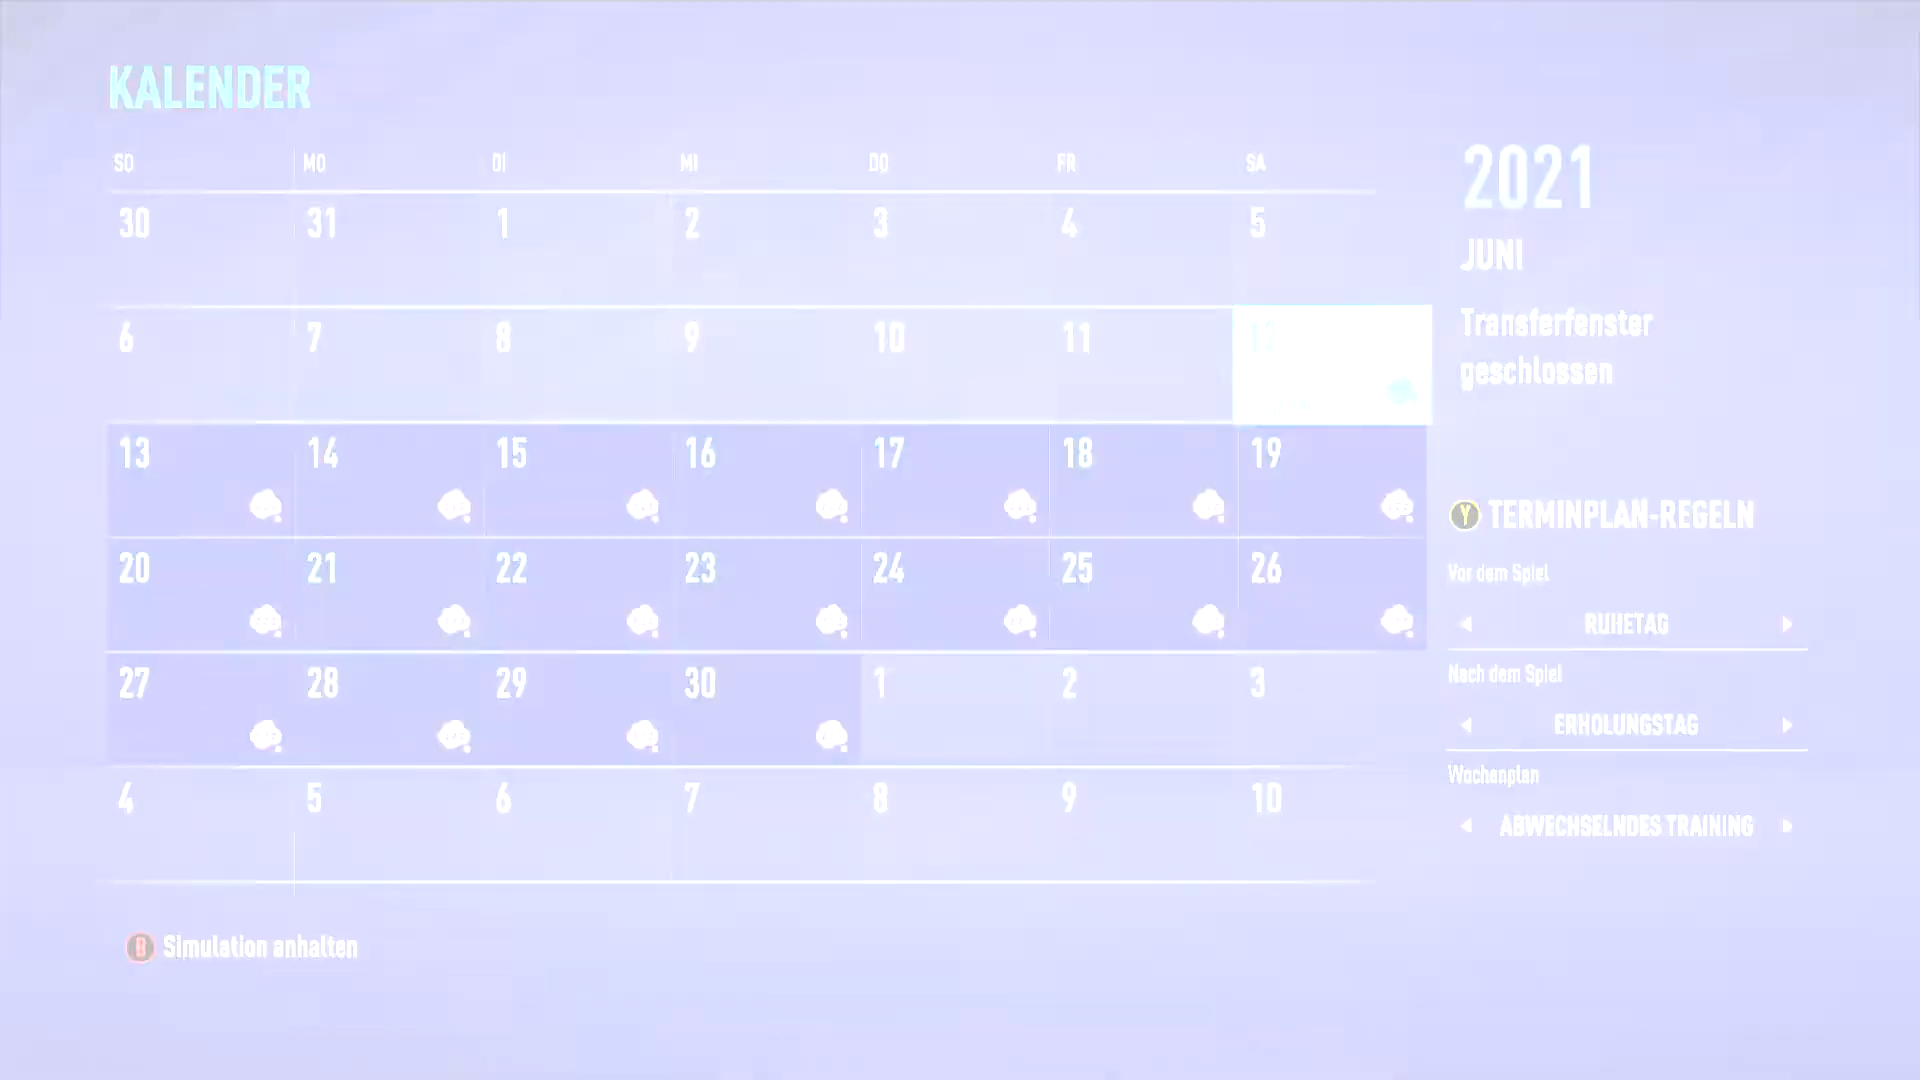 KALENDER
SO MO DI MI DO FR SA
30 31 1 2 3 4 5
6 7 8 9 10 11 12
13 14 15 16 17 18 19
20 21 22 23 24 25 26
27 28 29 30 1 2 3
4 5 6 7 8 9 10
2021
JUNI
Transferfenster
geschlossen
Y TERMINPLAN-REGELN
Vor dem Spiel
RUHETAG
Nach dem Spiel
ERHOLUNGSTAG
Wochenplan
ABWECHSELNDES TRAINING
B Simulation anhalten